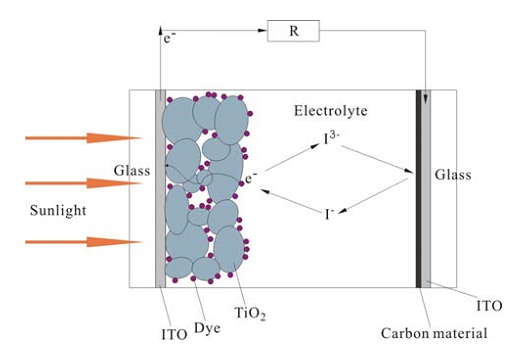 e-
R
Electrolyte
I3-
Glass
e-
Glass
Sunlight
I-
TiO2
ITO
Dye
ITO
Carbon material